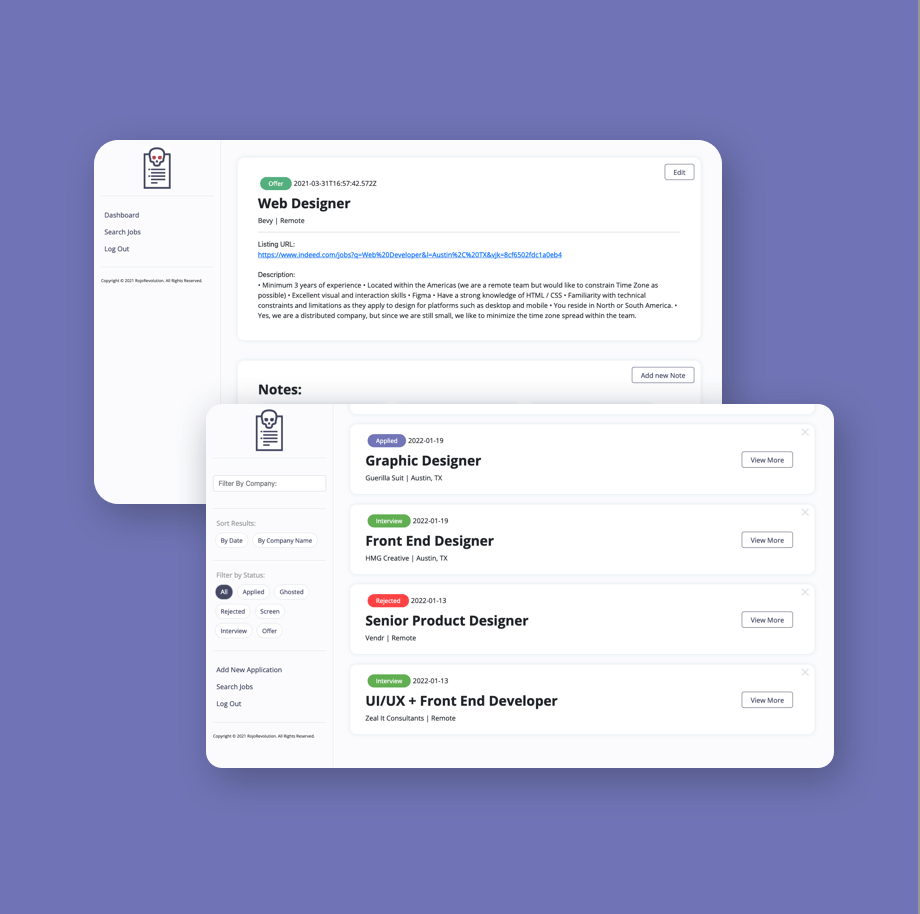 Dashboard
Search Jobs
Log Out
Copyright © 2021 RojoRevolution. All Rights Reserved.
Edit
Offer 2021-03-31T16:57:42.572Z
Web Designer
Bevy | Remote
Listing URL:
https://www.indeed.com/jobs?q=Web%20Developer&l=Austin%2C%20TX&vjk=8cf6502fdc1a0eb4
Description:
• Minimum 3 years of experience • Located within the Americas (we are a remote team but would like to constrain Time Zone as
possible) • Excellent visual and interaction skills • Figma • Have a strong knowledge of HTML / CSS • Familiarity with technical
constraints and limitations as they apply to design for platforms such as desktop and mobile • You reside in North or South America. •
Yes, we are a distributed company, but since we are still small, we like to minimize the time zone spread within the team.
Add new Note
Notes:
Filter By Company:
Sort Results:
By Date By Company Name
Filter by Status:
All Applied Ghosted
Rejected Screen
Interview Offer
Add New Application
Search Jobs
Log Out
Copyright © 2021 RojoRevolution. All Rights Reserved.
Applied 2022-01-19
Graphic Designer
Guerilla Suit | Austin, TX
View More
Interview 2022-01-19
Front End Designer
HMG Creative | Austin, TX
View More
Rejected 2022-01-13
Senior Product Designer
Vendr | Remote
View More
Interview 2022-01-13
UI/UX + Front End Developer
Zeal It Consultants | Remote
View More